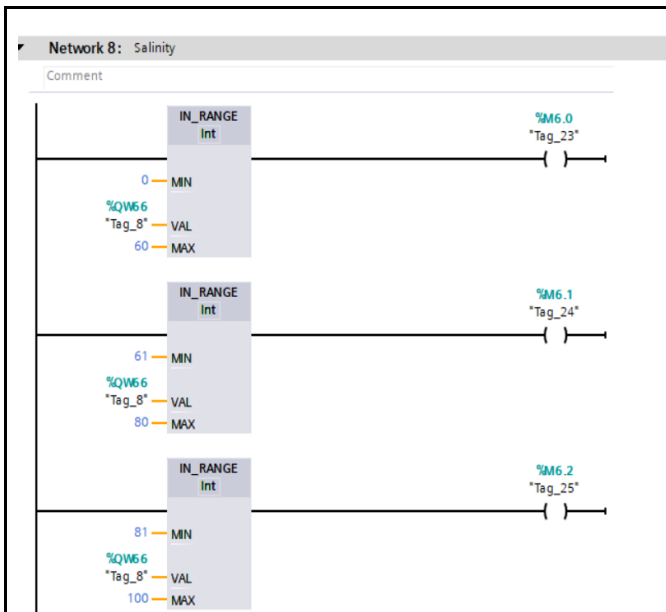 Network 8: Salinity
Comment
IN_RANGE
Int
%M6.0
"Tag_23"
0
MIN
%QW66
"Tag_8"
VAL
60
MAX
IN_RANGE
Int
%M6.1
"Tag_24"
61
MIN
%QW66
"Tag_8"
VAL
80
MAX
IN_RANGE
Int
%M6.2
"Tag_25"
81
MIN
%QW66
"Tag_8"
VAL
100
MAX